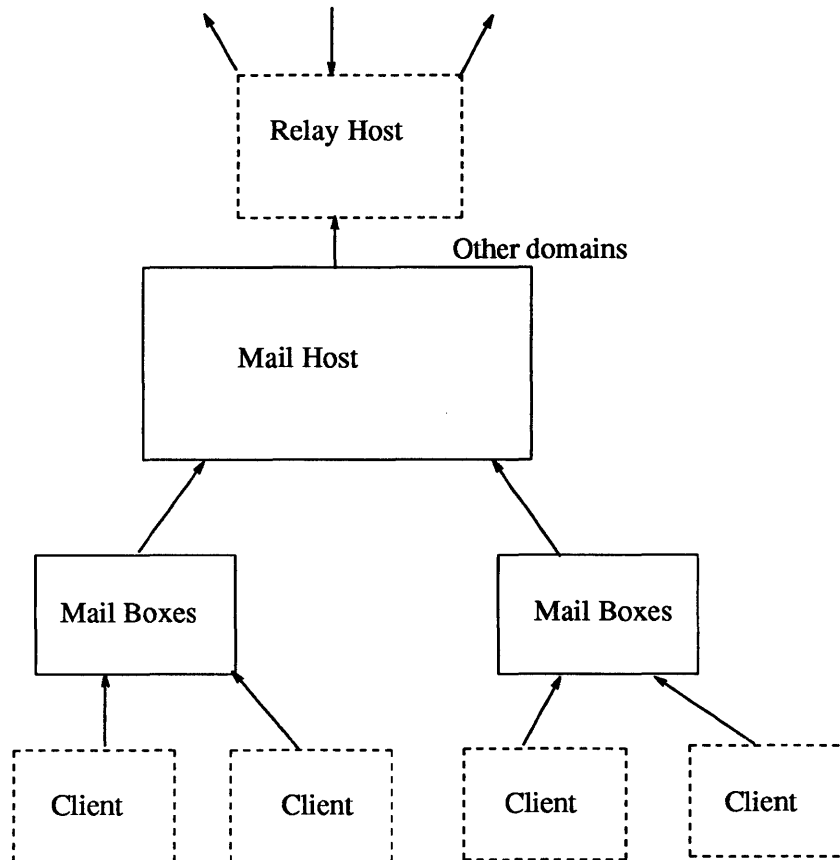 Relay Host
Other domains
Mail Host
Mail Boxes
Mail Boxes
Client
Client
Client
Client